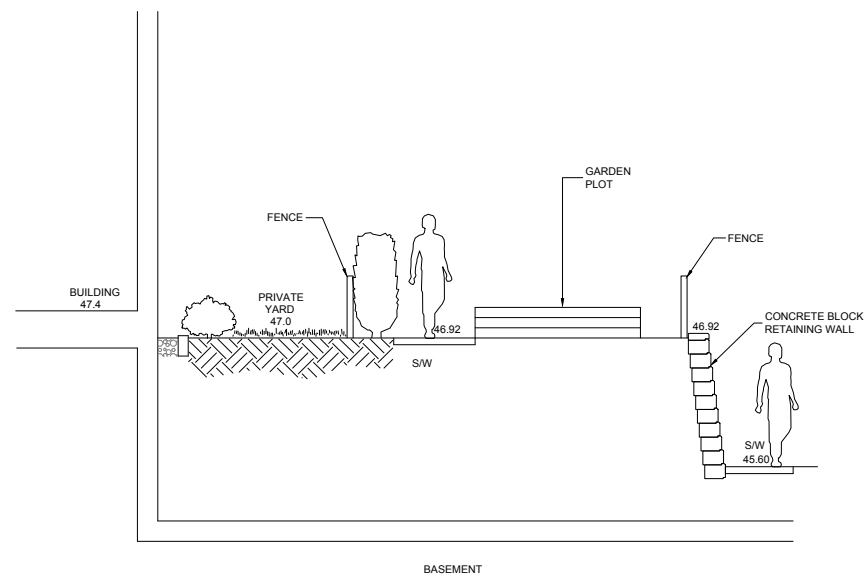 GARDEN
PLOT
FENCE
FENCE
BUILDING
47.4
PRIVATE
YARD
47.0
46.92
46.92
CONCRETE BLOCK
RETAINING WALL
S/W
S/W
45.60
BASEMENT